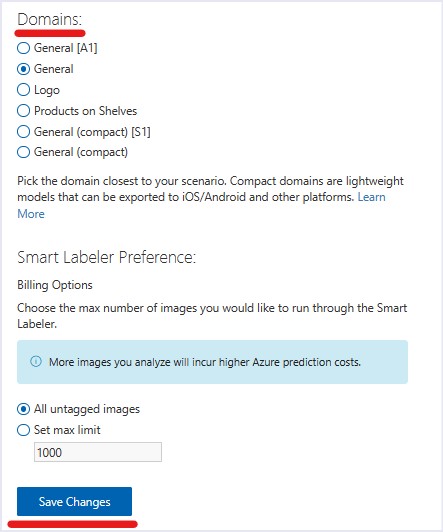 Domains:
General [A1]
General
Logo
Products on Shelves
General (compact) [S1]
General (compact)
Pick the domain closest to your scenario. Compact domains are lightweight
models that can be exported to iOS/Android and other platforms. Learn
More
Smart Labeler Preference:
Billing Options
Choose the max number of images you would like to run through the Smart
Labeler.
More images you analyze will incur higher Azure prediction costs.
All untagged images
Set max limit
1000
Save Changes